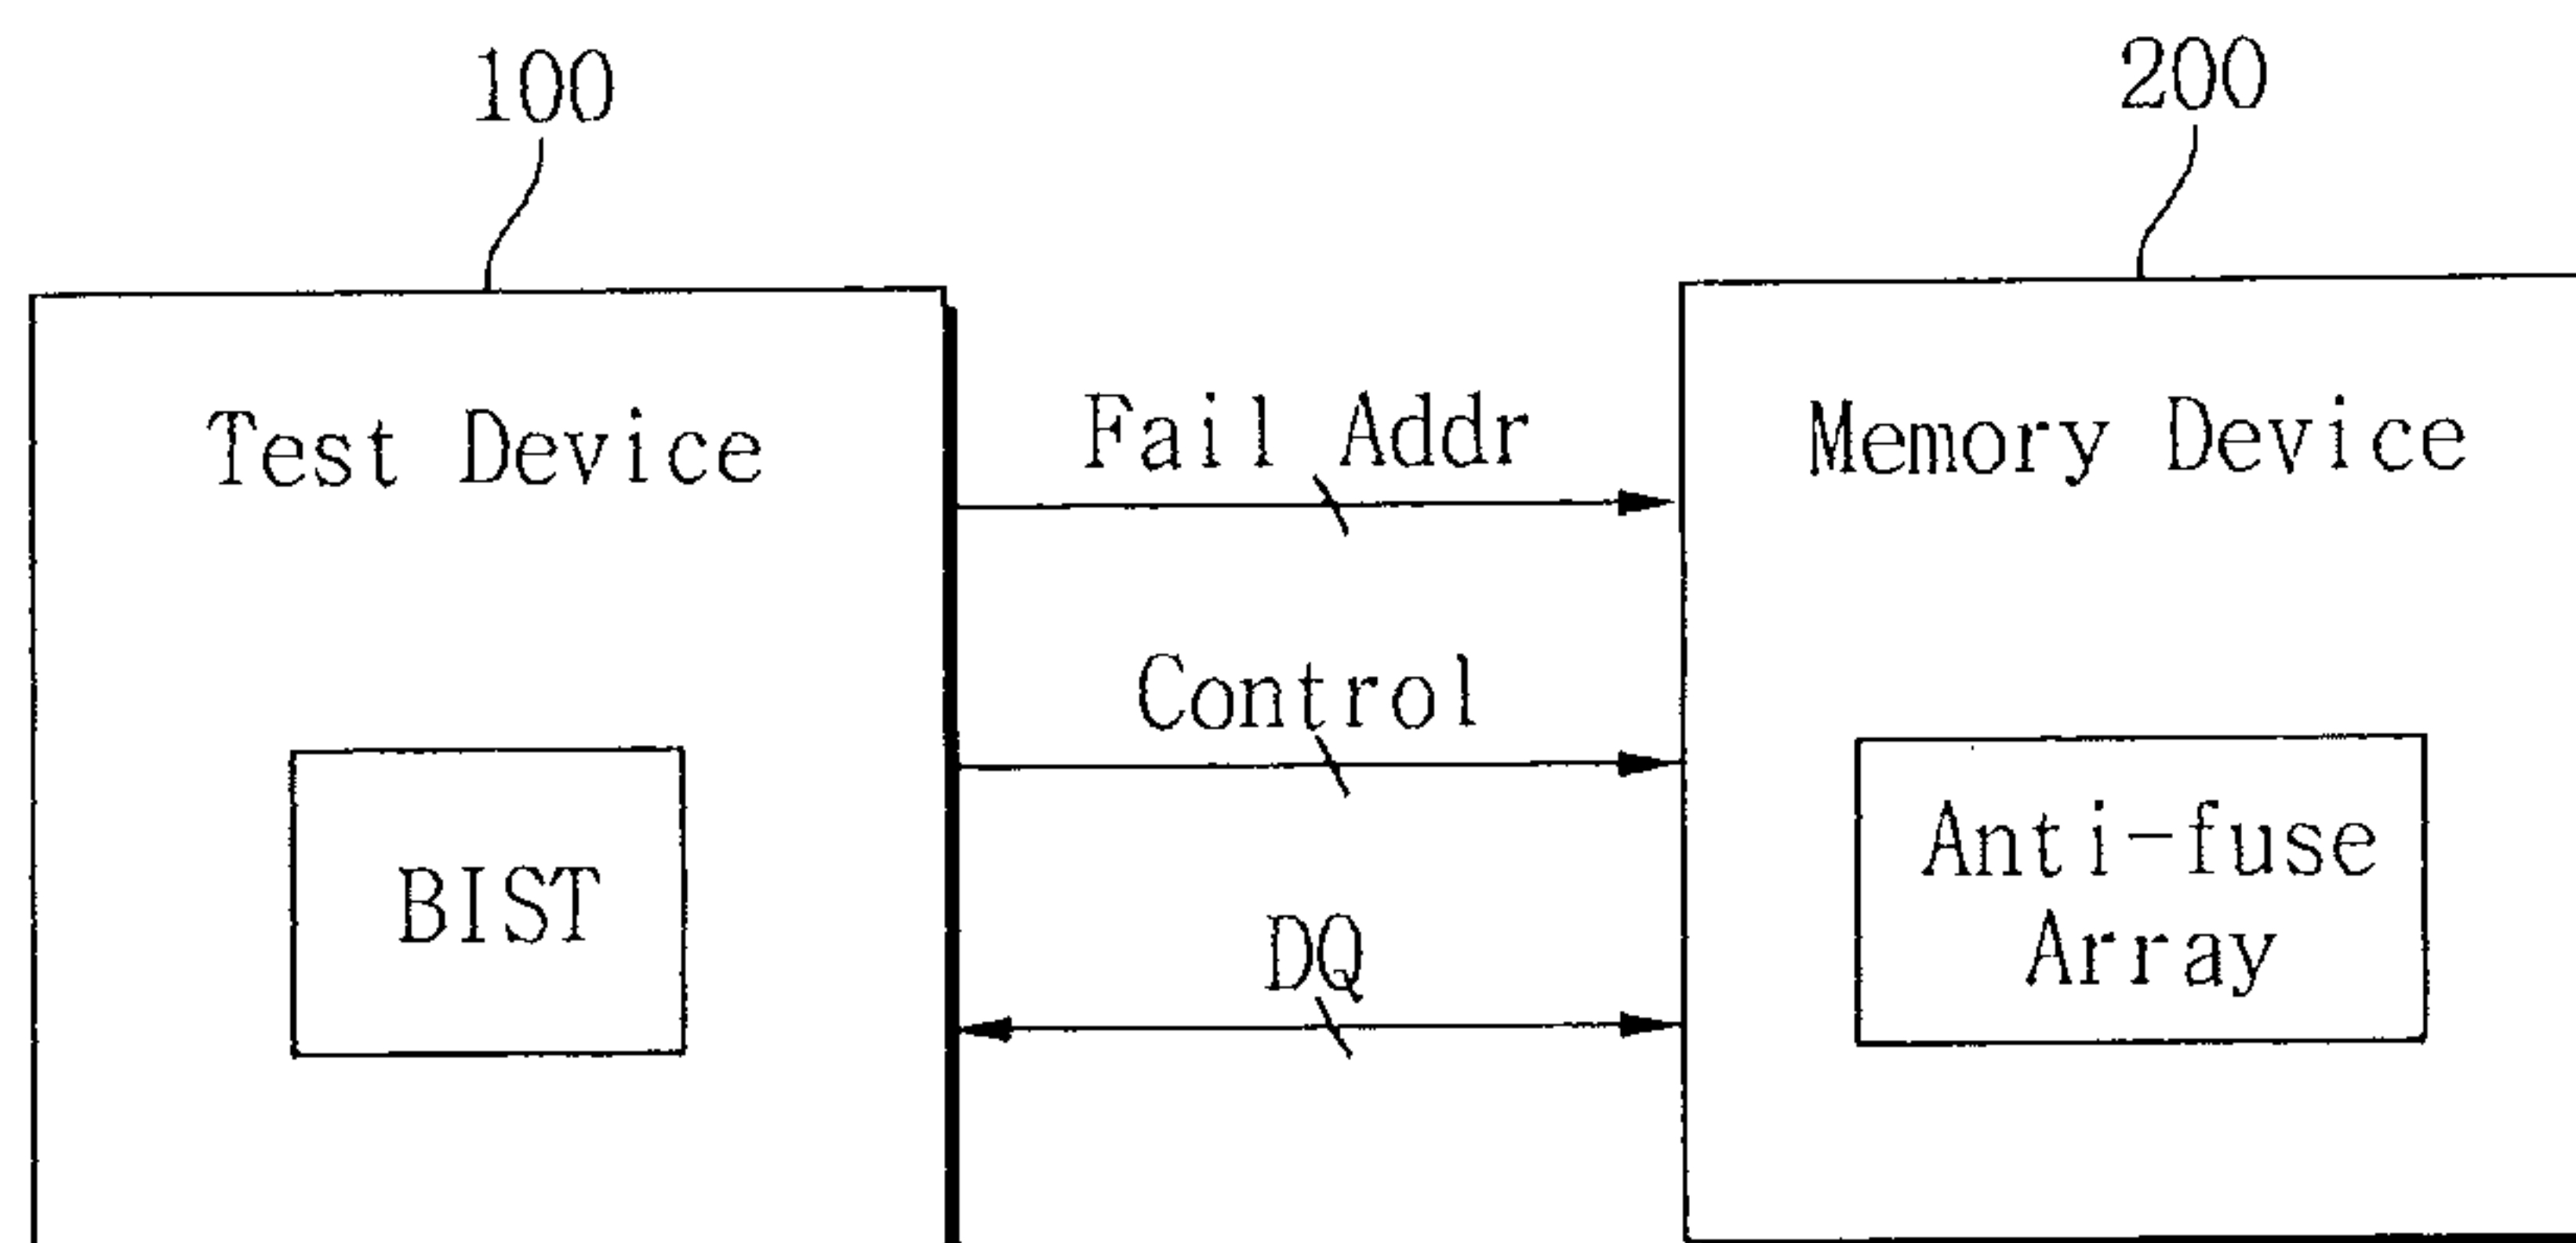 100
200
Test Device
Fail Addr
Memory Device
Control
BIST
DQ
Anti-fuse
Array